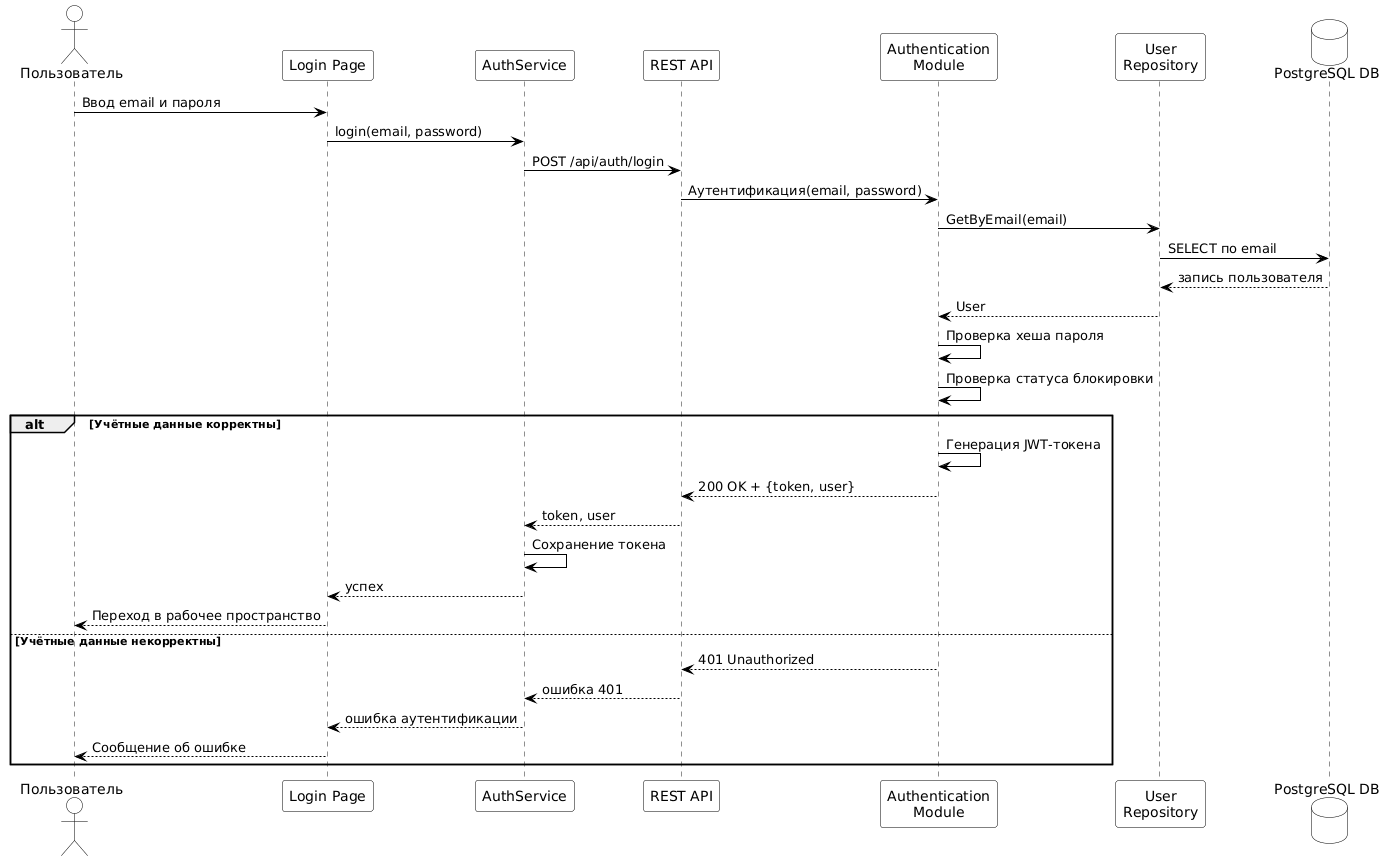 Пользователь
Login Page
AuthService
REST API
Authentication
Module
User
Repository
PostgreSQL DB
Ввод email и пароля
login(email, password)
POST /api/auth/login
Аутентификация(email, password)
GetByEmail(email)
SELECT по email
запись пользователя
User
Проверка хеша пароля
Проверка статуса блокировки
alt
[Учётные данные корректны]
Генерация JWT-токена
200 OK + {token, user}
token, user
Сохранение токена
успех
Переход в рабочее пространство
[Учётные данные некорректны]
401 Unauthorized
ошибка 401
ошибка аутентификации
Сообщение об ошибке
Пользователь
Login Page
AuthService
REST API
Authentication
Module
User
Repository
PostgreSQL DB